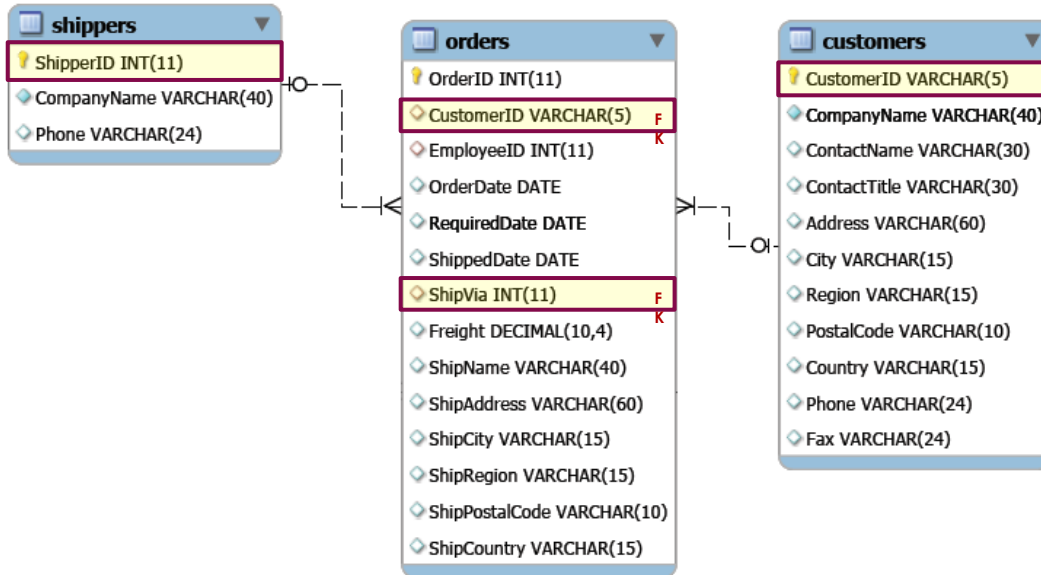 shippers
ShipperID INT(11)
CompanyName VARCHAR(40)
Phone VARCHAR(24)
orders
OrderID INT(11)
CustomerID VARCHAR(5) F
K
EmployeeID INT(11)
OrderDate DATE
RequiredDate DATE
ShippedDate DATE
ShipVia INT(11) F
K
Freight DECIMAL(10,4)
ShipName VARCHAR(40)
ShipAddress VARCHAR(60)
ShipCity VARCHAR(15)
ShipRegion VARCHAR(15)
ShipPostalCode VARCHAR(10)
ShipCountry VARCHAR(15)
customers
CustomerID VARCHAR(5)
CompanyName VARCHAR(40)
ContactName VARCHAR(30)
ContactTitle VARCHAR(30)
Address VARCHAR(60)
City VARCHAR(15)
Region VARCHAR(15)
PostalCode VARCHAR(10)
Country VARCHAR(15)
Phone VARCHAR(24)
Fax VARCHAR(24)